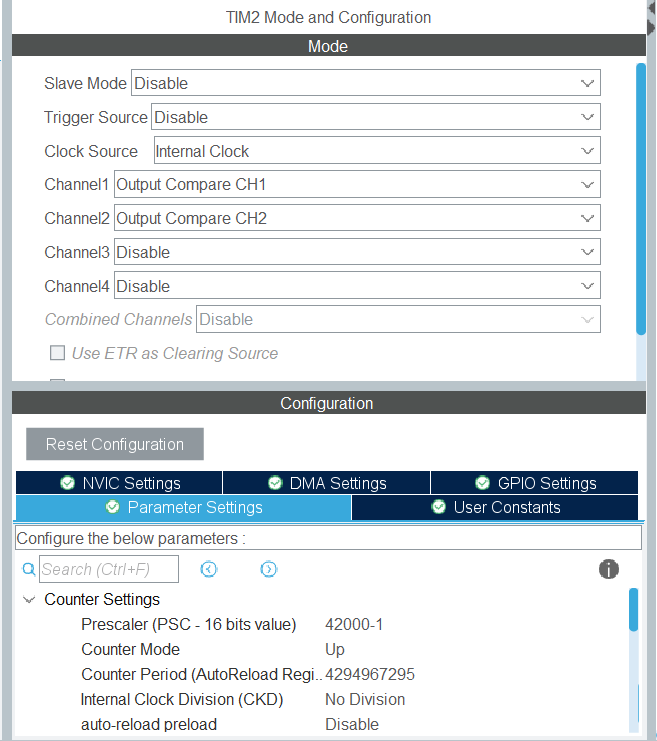 TIM2 Mode and Configuration
Mode
Slave Mode Disable
Trigger Source Disable
Clock Source Internal Clock
Channel1 Output Compare CH1
Channel2 Output Compare CH2
Channel3 Disable
Channel4 Disable
Combined Channels Disable
Use ETR as Clearing Source
Configuration
Reset Configuration
NVIC Settings DMA Settings GPIO Settings
Parameter Settings User Constants
Configure the below parameters :
Search (Ctrl+F)
Counter Settings
Prescaler (PSC - 16 bits value) 42000-1
Counter Mode Up
Counter Period (AutoReload Regi.. 4294967295
Internal Clock Division (CKD) No Division
auto-reload preload Disable